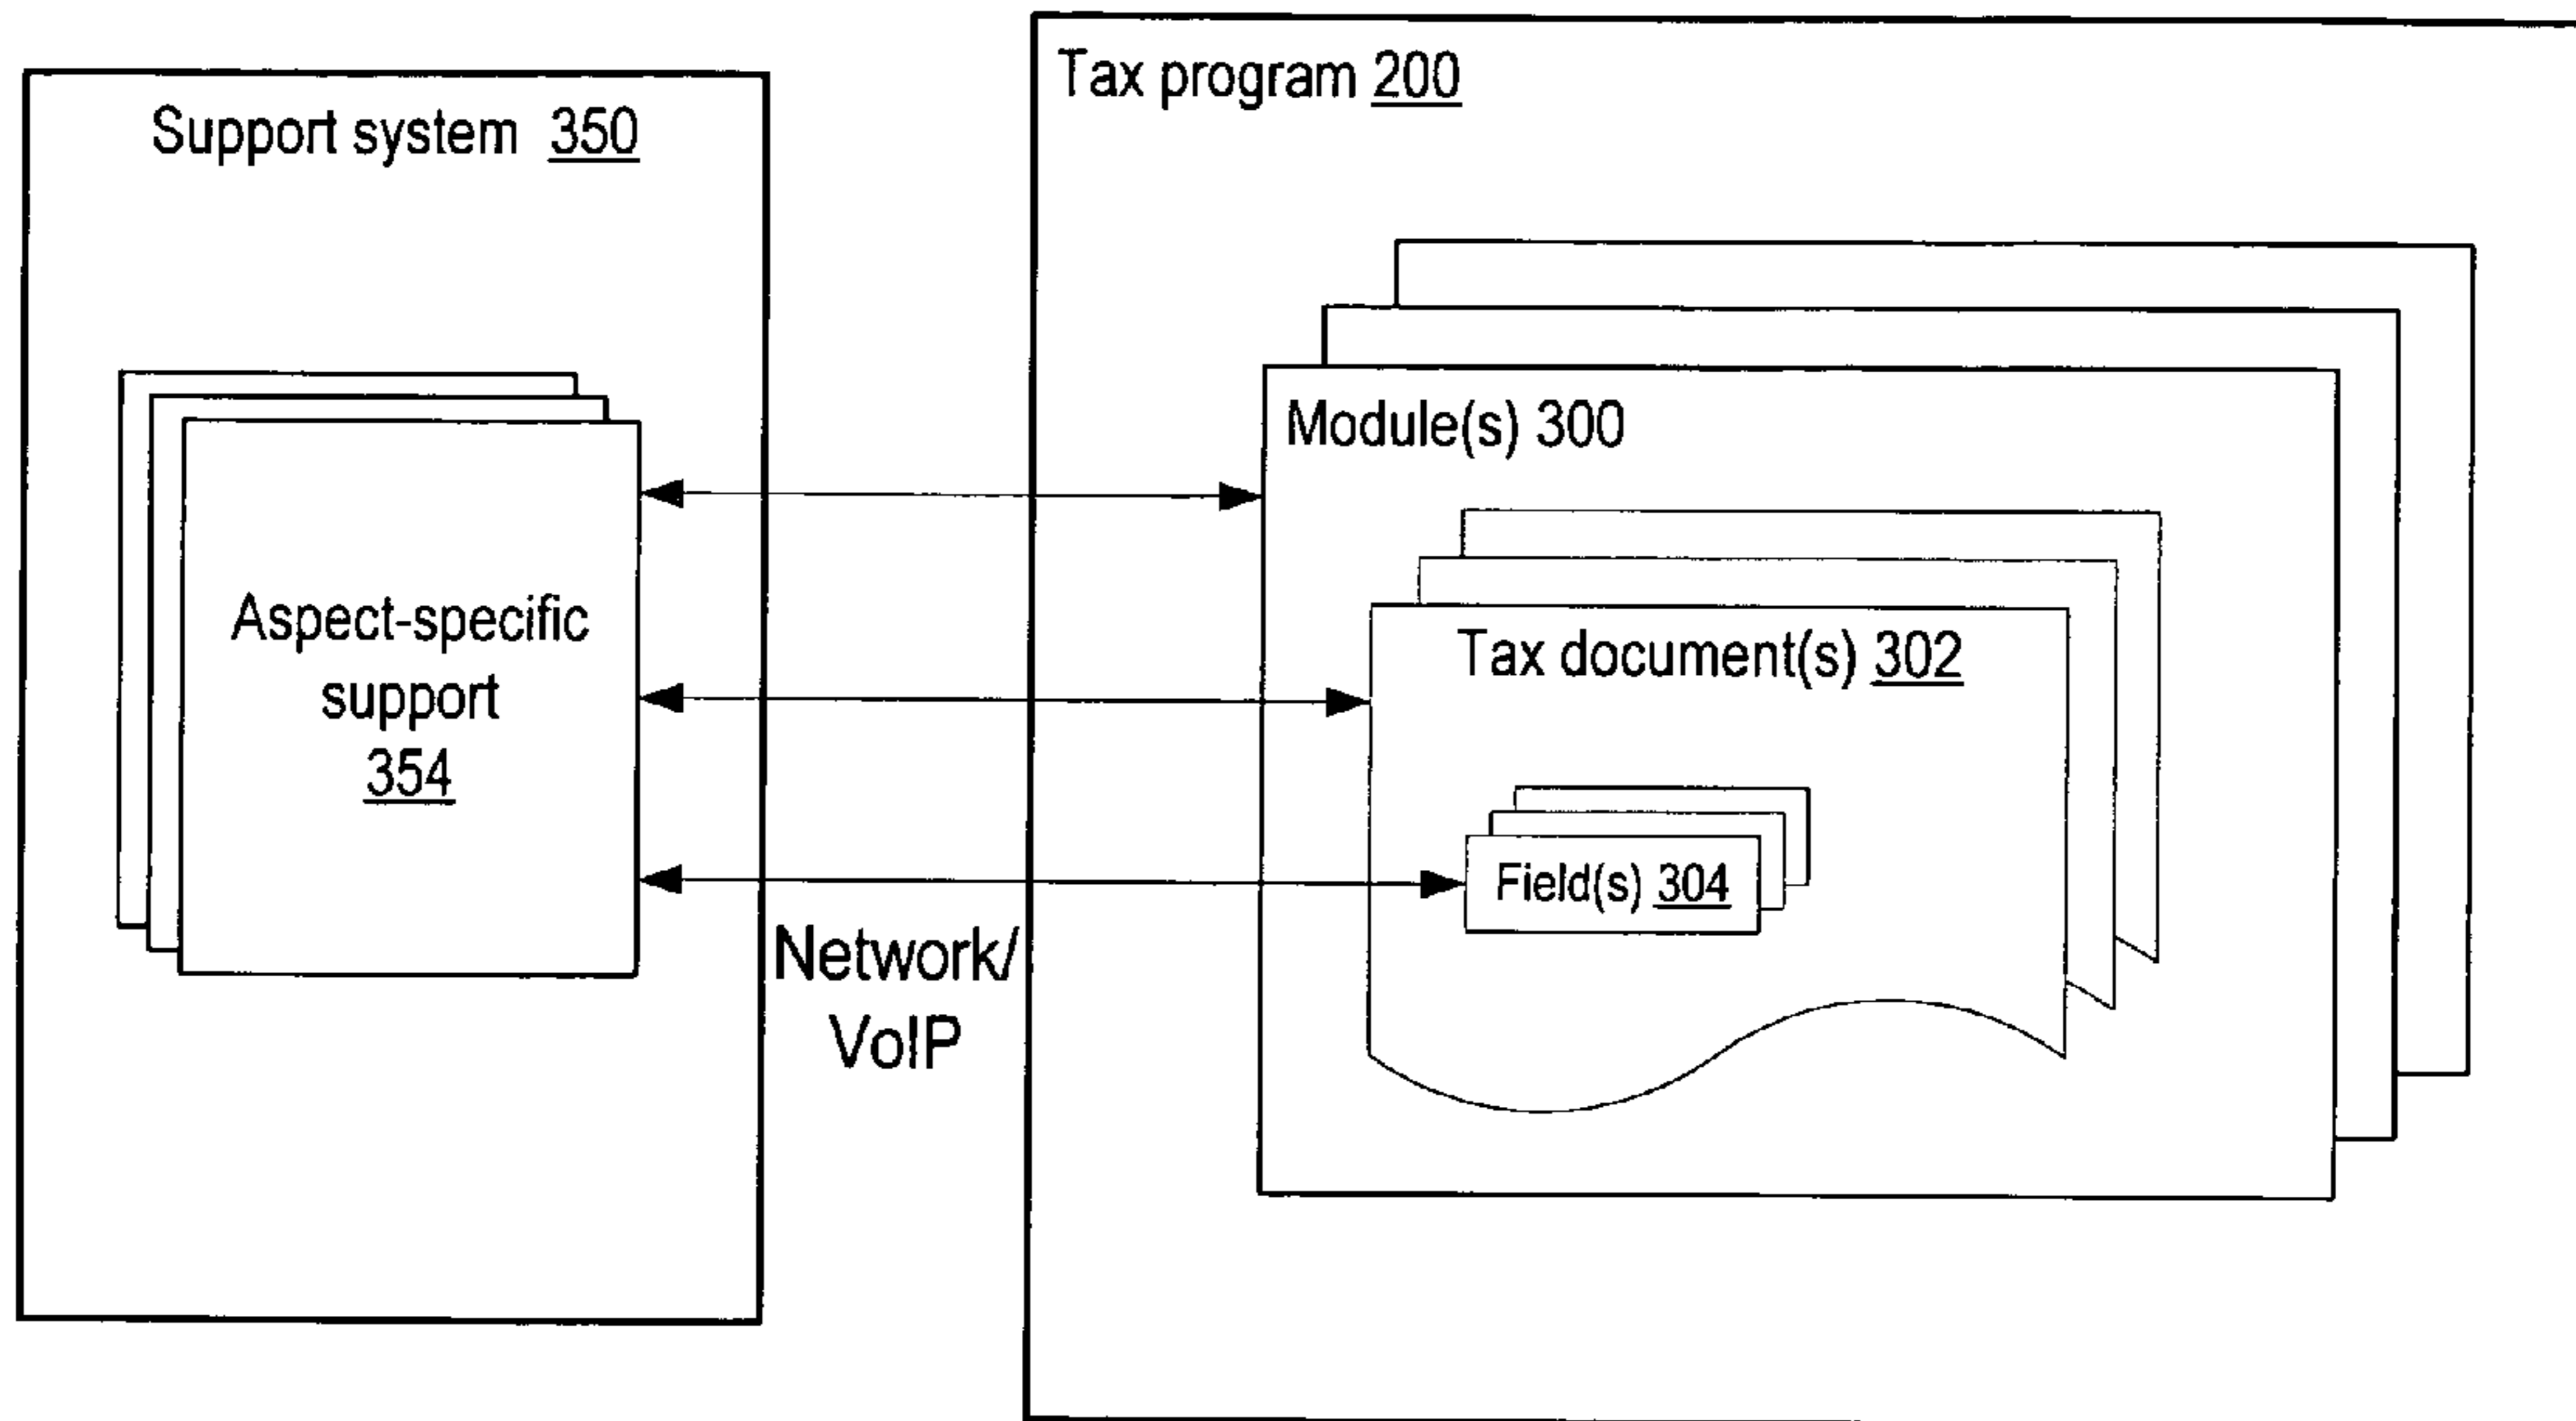 Support system 350
Tax program 200
Module(s) 300
Aspect-specific
support
354
Tax document(s) 302
Field(s) 304
Network/
VoIP